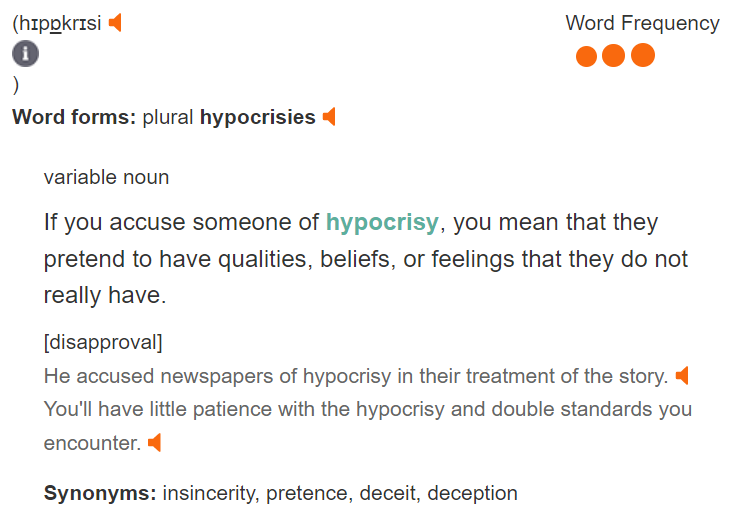 (hɪpɒkrɪsi
Word Frequency
i
)
Word forms: plural hypocrisies
variable noun
If you accuse someone of hypocrisy, you mean that they
pretend to have qualities, beliefs, or feelings that they do not
really have.
[disapproval]
He accused newspapers of hypocrisy in their treatment of the story.
You'll have little patience with the hypocrisy and double standards you
encounter.
Synonyms: insincerity, pretence, deceit, deception